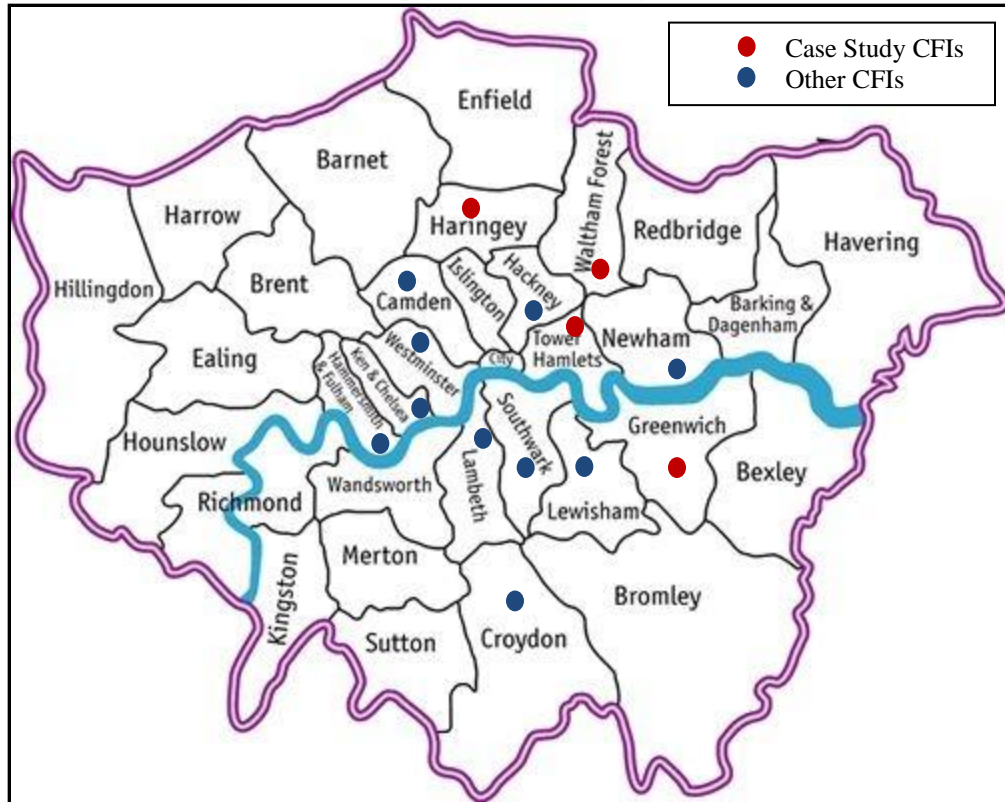 Case Study CFIs
Other CFIs
Enfield
Barnet
Harrow
Haringey
Waltham Forest
Redbridge
Havering
Hillingdon
Brent
Camden
Islington
Hackney
Barking &
Dagenham
Ealing
Westminster
Ken & Chelsea
Hammersmith
& Fulham
City
Tower
Hamlets
Newham
Hounslow
Greenwich
Bexley
Richmond
Wandsworth
Lambeth
Southwark
Lewisham
Merton
Kingston
Sutton
Croydon
Bromley